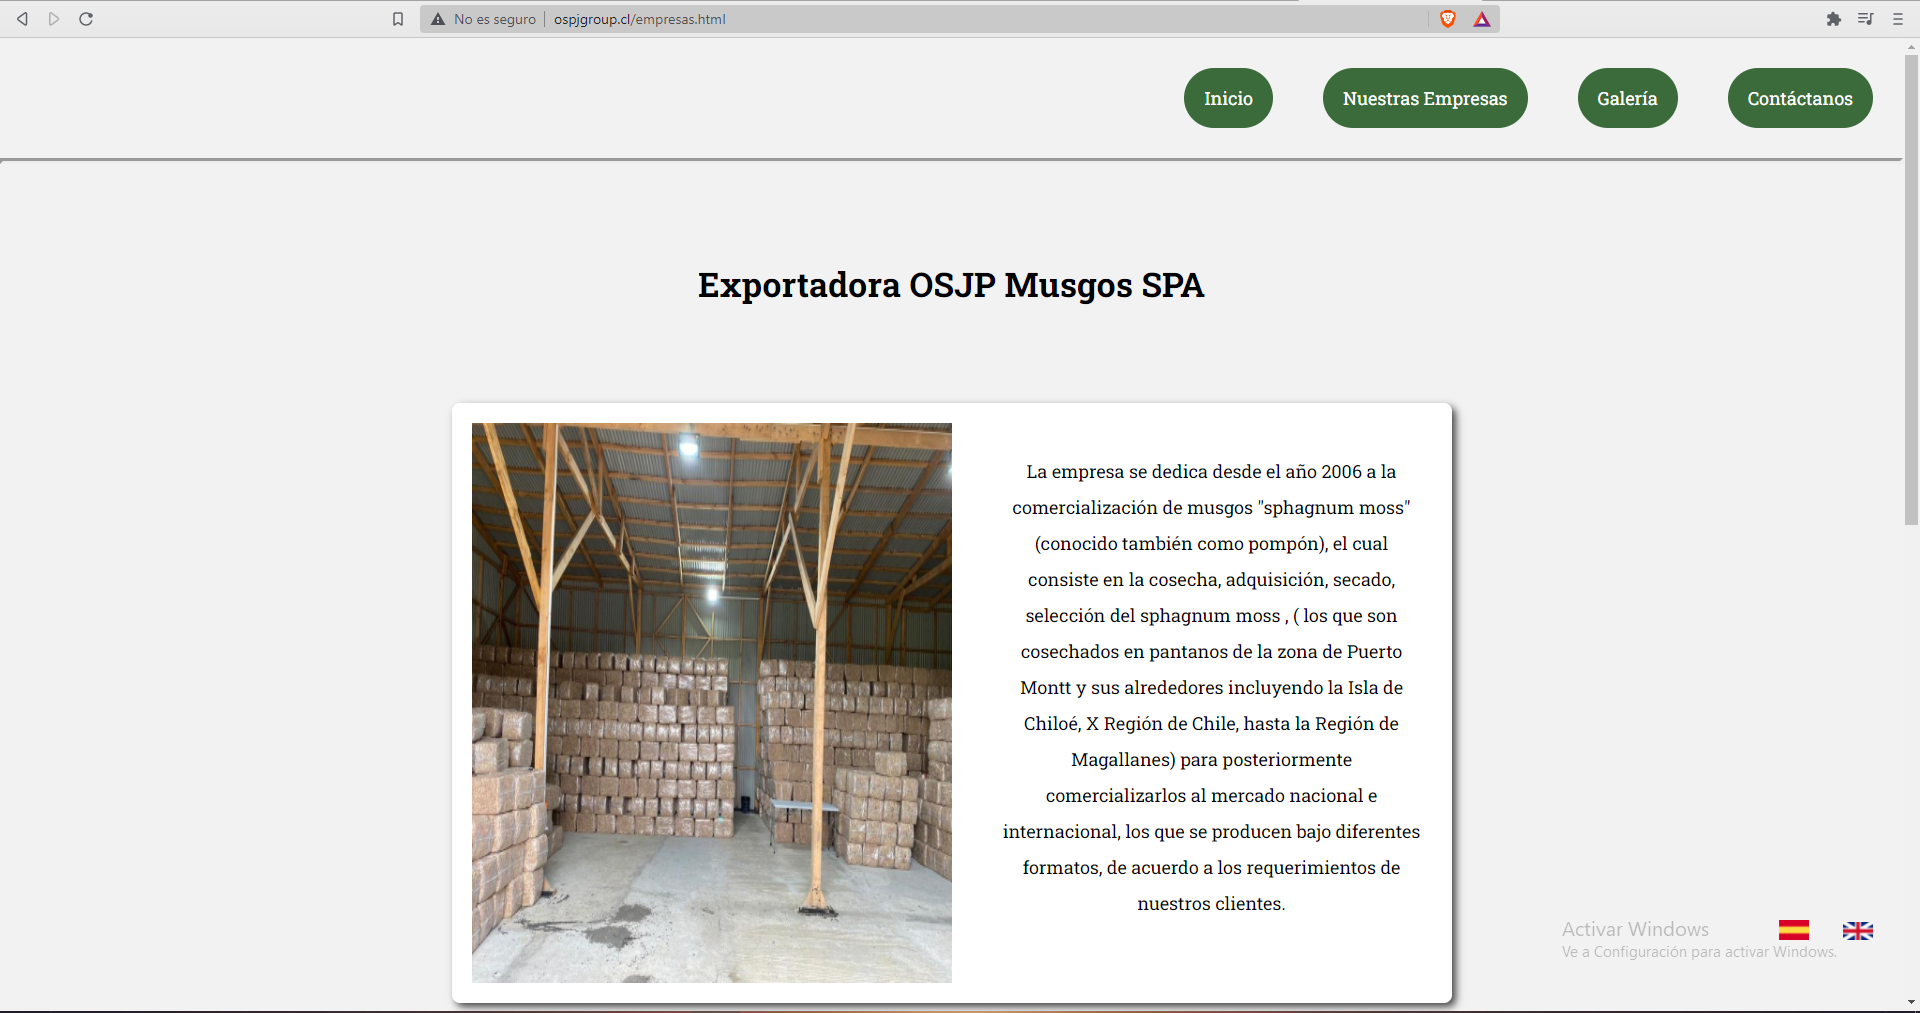 No es seguro
ospjgroup.cl/empresas.html
Inicio
Nuestras Empresas
Galería
Contáctanos
Exportadora OSJP Musgos SPA
La empresa se dedica desde el año 2006 a la
comercialización de musgos "sphagnum moss"
(conocido también como pompón), el cual
consiste en la cosecha, adquisición, secado,
selección del sphagnum moss , ( los que son
cosechados en pantanos de la zona de Puerto
Montt y sus alrededores incluyendo la Isla de
Chiloé, X Región de Chile, hasta la Región de
Magallanes) para posteriormente
comercializarlos al mercado nacional e
internacional, los que se producen bajo diferentes
formatos, de acuerdo a los requerimientos de
nuestros clientes.
Activar Windows
Ve a Configuración para activar Windows.